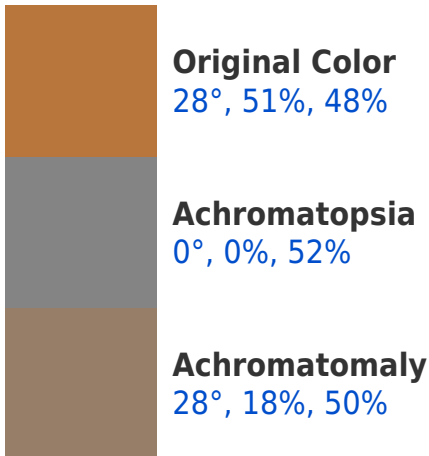 Original Color
28°, 51%, 48%
Achromatopsia
0°, 0%, 52%
Achromatomaly
28°, 18%, 50%